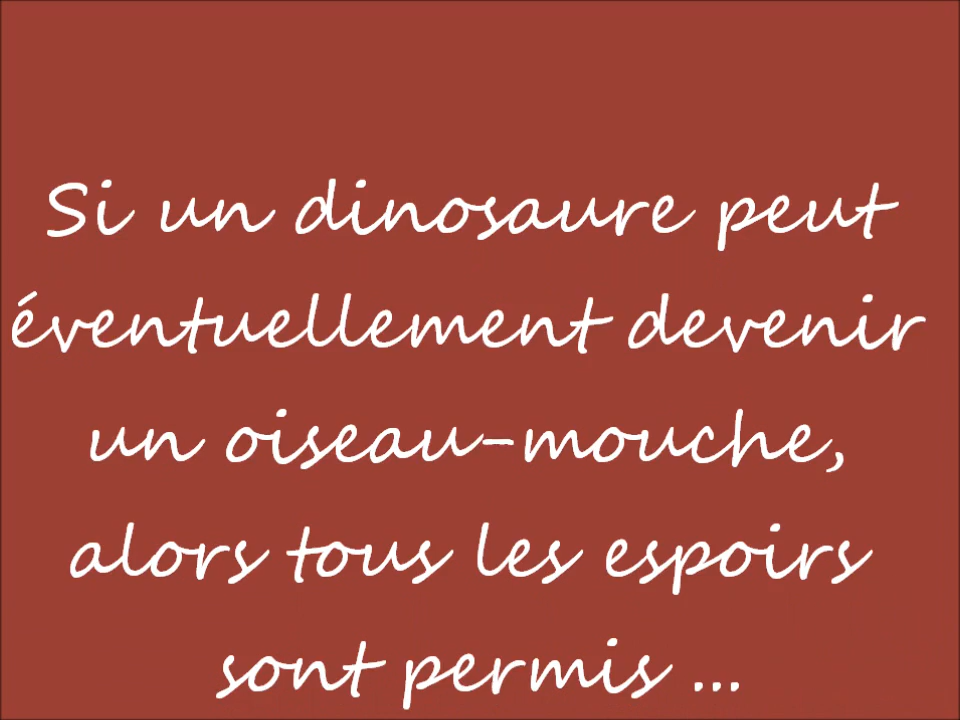 Si un dinosaure peut
éventuellement devenir
un oiseau-mouche,
alors tous les espoirs
sont permis ...